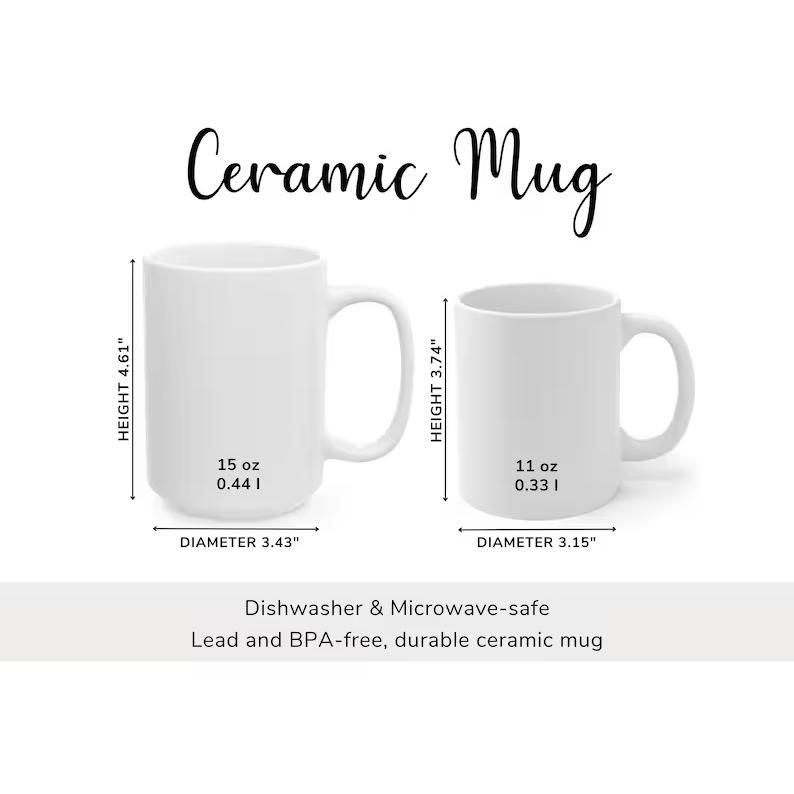 Ceramic Mug
HEIGHT 4.61"
15 oz
0.44 l
DIAMETER 3.43"
HEIGHT 3.74"
11 oz
0.33 l
DIAMETER 3.15"
Dishwasher & Microwave-safe
Lead and BPA-free, durable ceramic mug